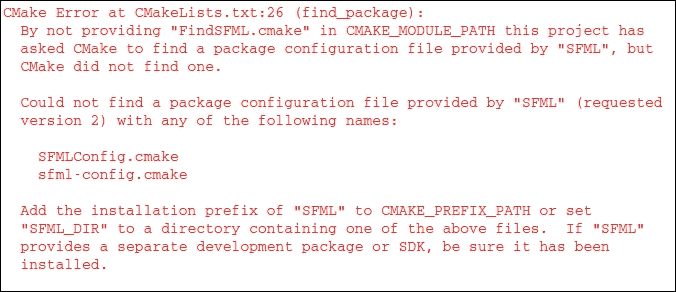 CMake Error at CMakeLists.txt:26 (find_package):
By not providing "FindSFML.cmake" in CMAKE_MODULE_PATH this project has
asked CMake to find a package configuration file provided by "SFML", but
CMake did not find one.
Could not find a package configuration file provided by "SFML" (requested
version 2) with any of the following names:
SFMLConfig.cmake
sfml-config.cmake
Add the installation prefix of "SFML" to CMAKE_PREFIX_PATH or set
"SFML_DIR" to a directory containing one of the above files.  If "SFML"
provides a separate development package or SDK, be sure it has been
installed.